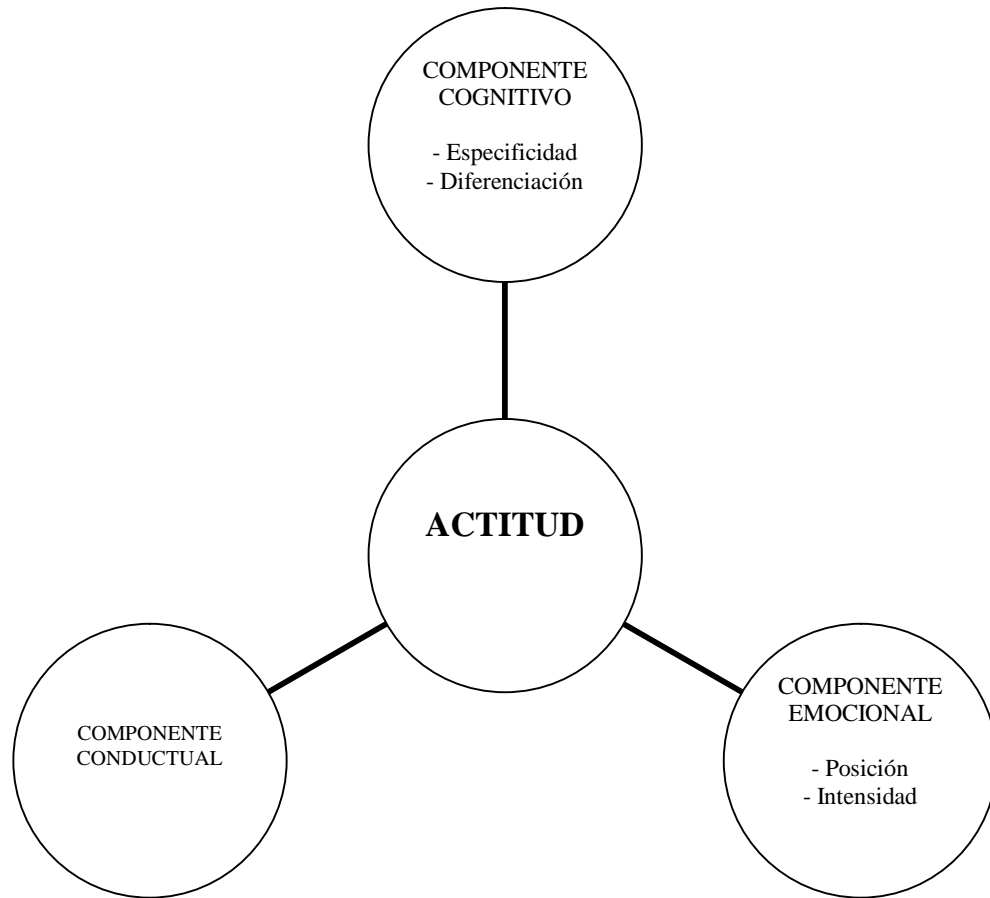 COMPONENTE
COGNITIVO
- Especificidad
- Diferenciación
ACTITUD
COMPONENTE
CONDUCTUAL
COMPONENTE
EMOCIONAL
- Posición
- Intensidad